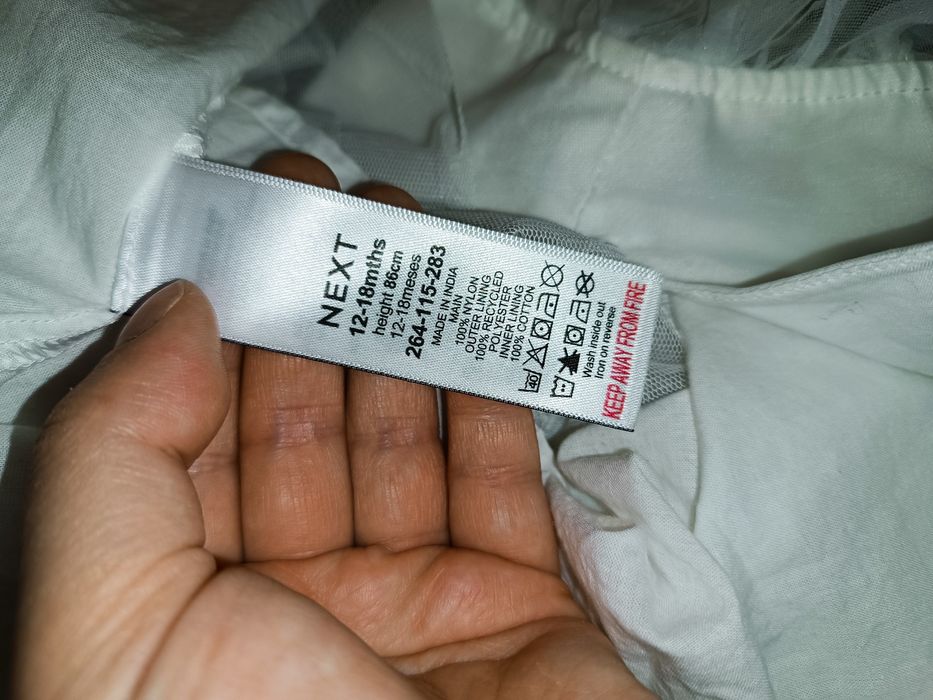 NEXT
12-18mths
height 86cm
12-18meses
264-115-283
MADE IN INDIA
MAIN
100% NYLON
OUTER LINING
100% RECYCLED
POLYESTER
INNER LINING
100% COTTON
40
Wash inside out
Iron on reverse
KEEP AWAY FROM FIRE